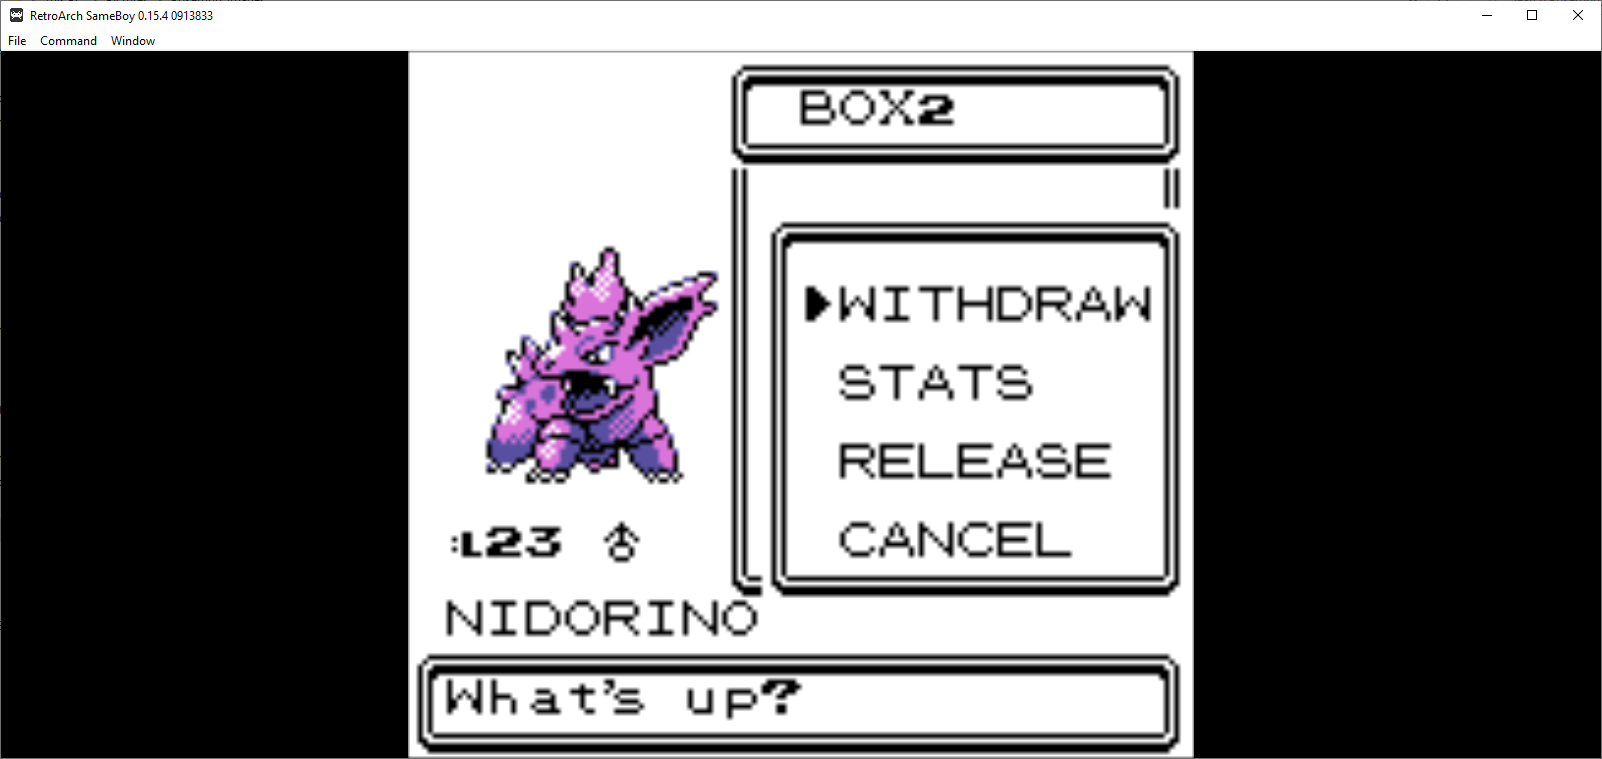 RetroArch SameBoy 0.15.4 0913833
File Command Window
BOX2
▶WITHDRAW
STATS
RELEASE
CANCEL
:L23 ♂
NIDORINO
What's up?